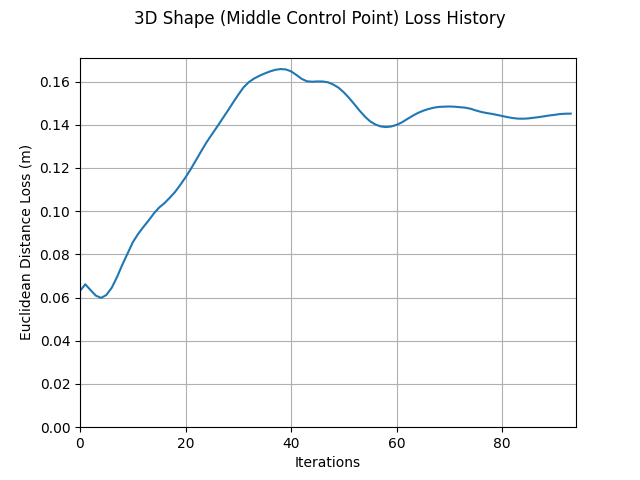 3D Shape (Middle Control Point) Loss History
0.16
0.14
0.12
0.10
0.08
0.06
0.04
0.02
0.00
Euclidean Distance Loss (m)
0 20 40 60 80
Iterations